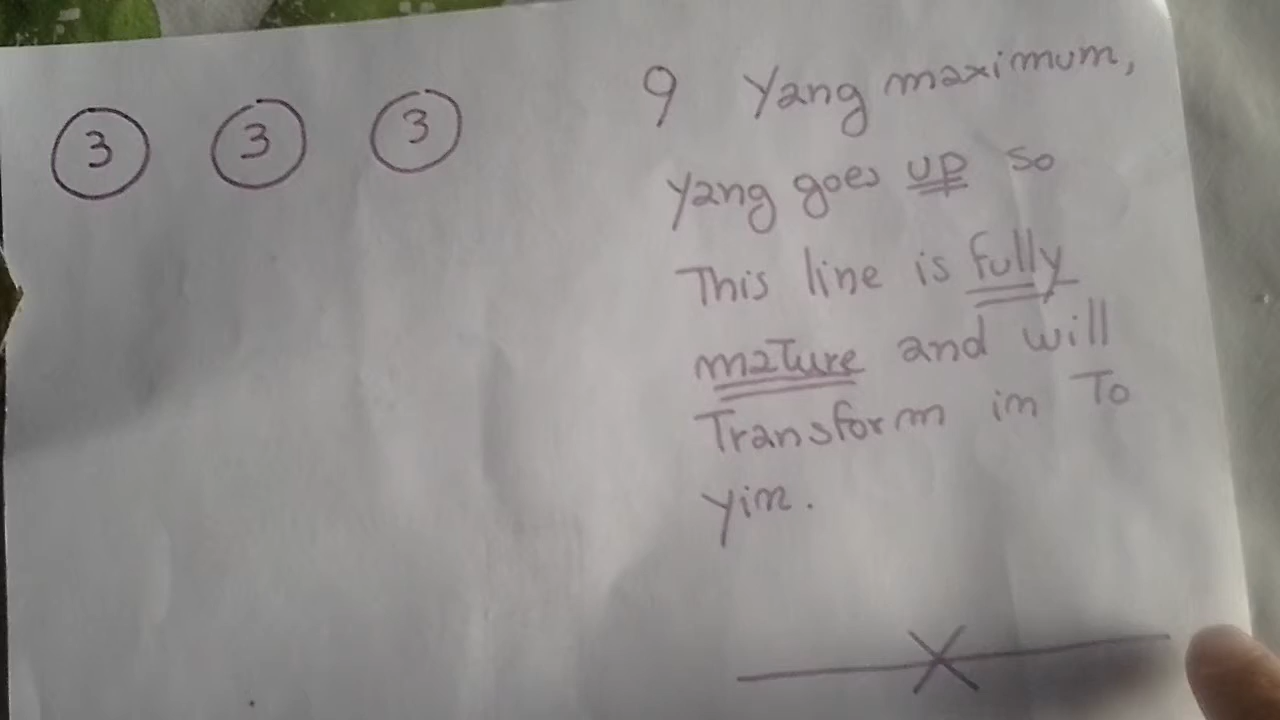 3 3 3
9 Yang maximum,
Yang goes up so
This line is fully
mature and will
Transform in To
yin.